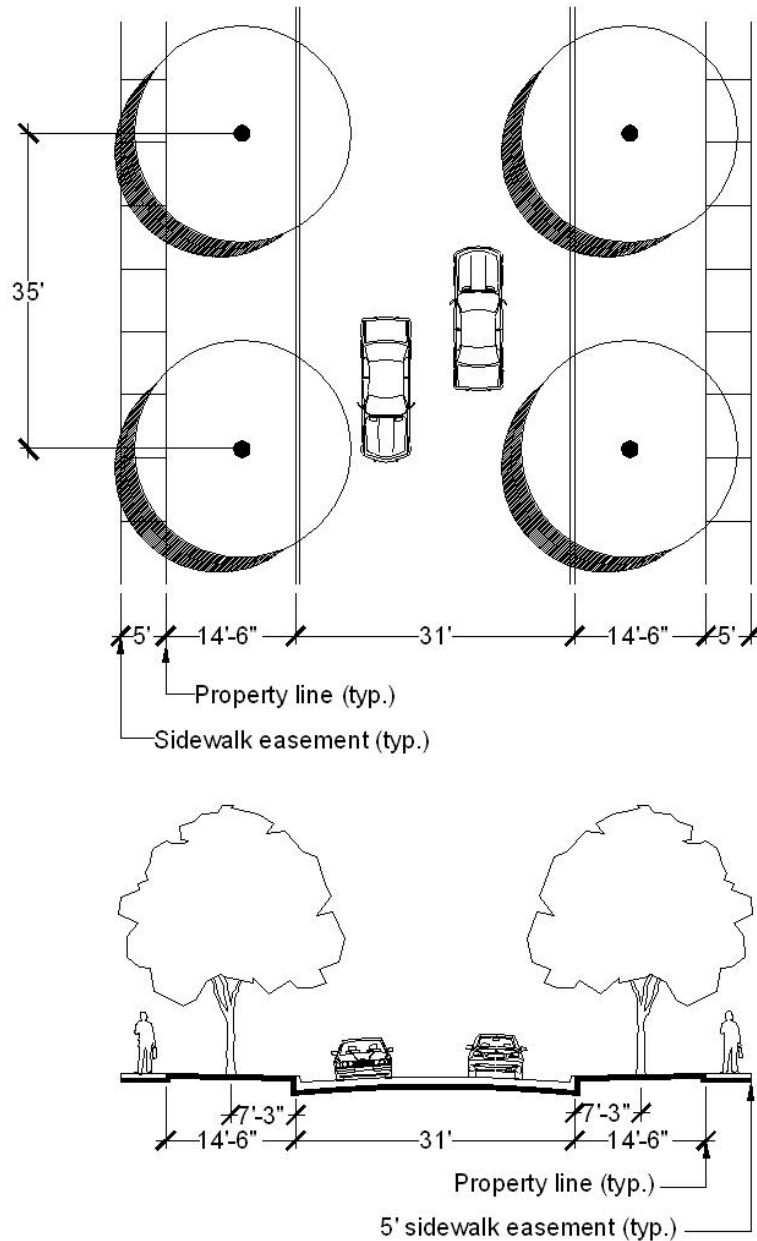 35'
5' 14'-6" 31' 14'-6" 5'
Property line (typ.)
Sidewalk easement (typ.)
7'-3" 7'-3"
14'-6" 31' 14'-6"
Property line (typ.)
5' sidewalk easement (typ.)